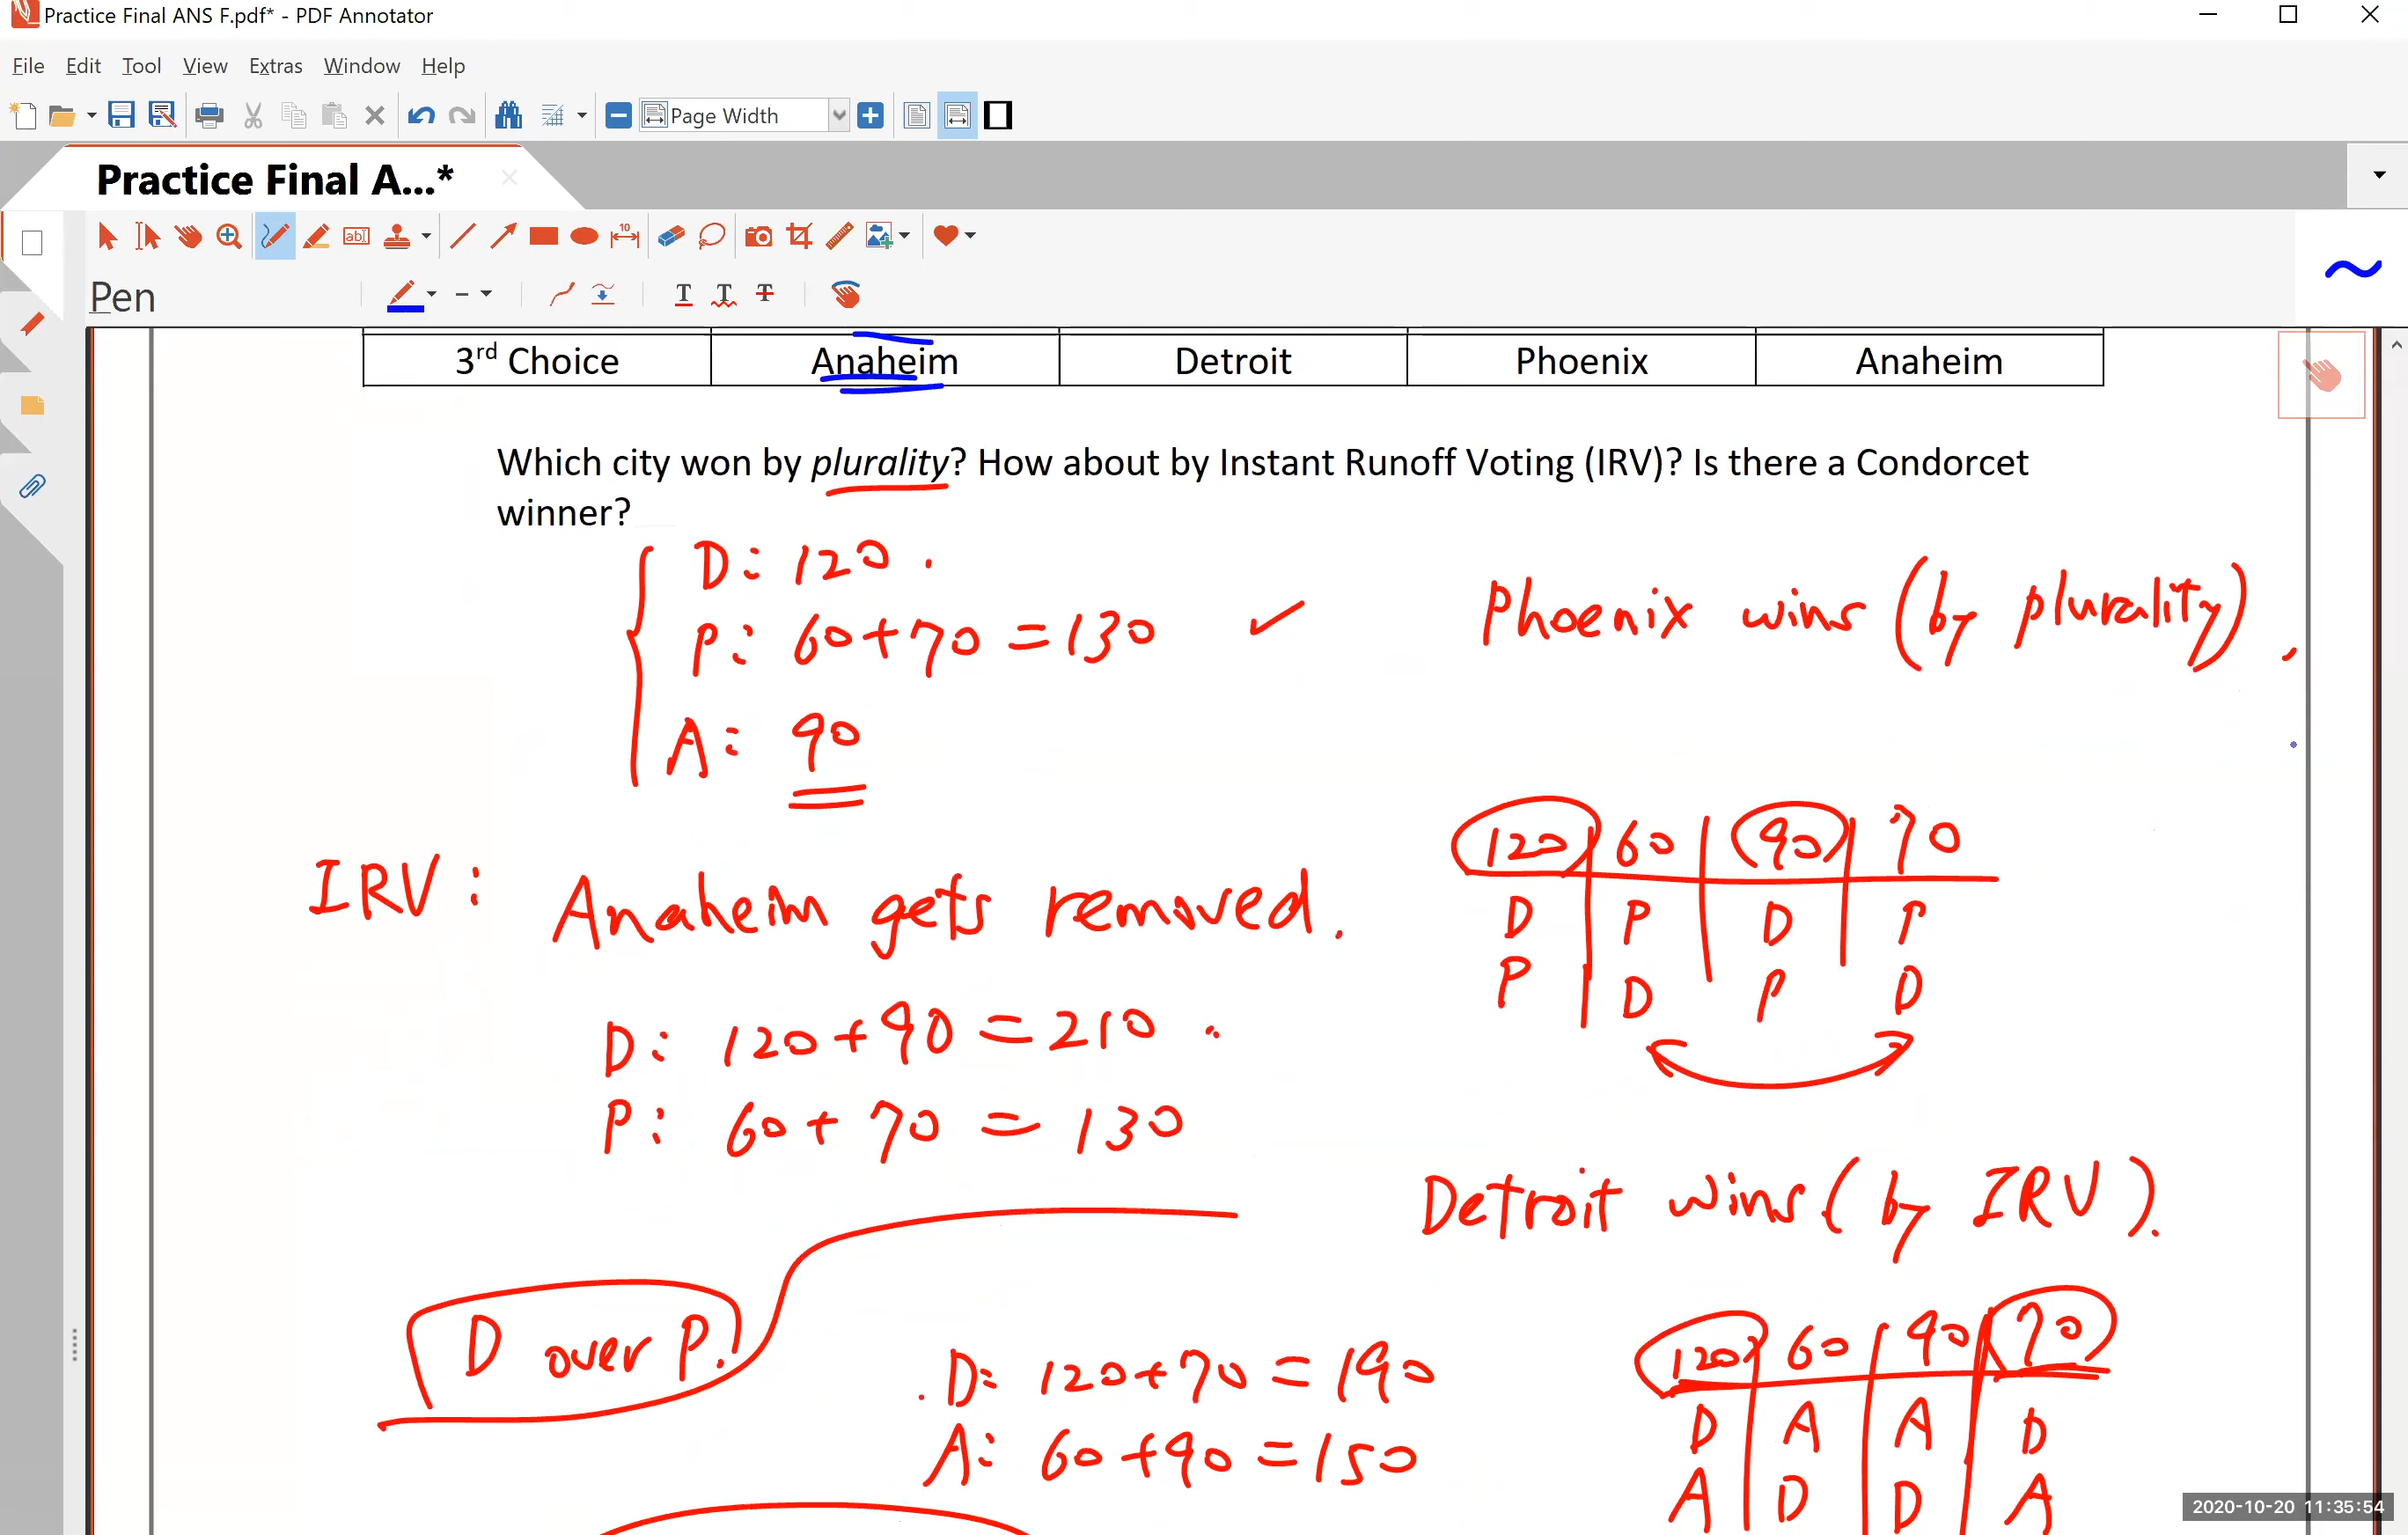 Practice Final ANS F.pdf* - PDF Annotator
File Edit Tool View Extras Window Help
Page Width
Practice Final A...*
abI 10
Pen
T T T
3rd Choice Anaheim Detroit Phoenix Anaheim
Which city won by plurality? How about by Instant Runoff Voting (IRV)? Is there a Condorcet
winner?
D: 120.
P: 60+70=130 ✓
A: 90
Phoenix wins (by plurality).
IRV: Anaheim gets removed.
120 60 90 70
D P D P
P D P D
D: 120+90=210
P: 60+70=130
Detroit wins (by IRV).
D over P.
D: 120+70=190
A: 60+90=150
120 60 90 70
D A A D
A D D A
2020-10-20 11:35:54